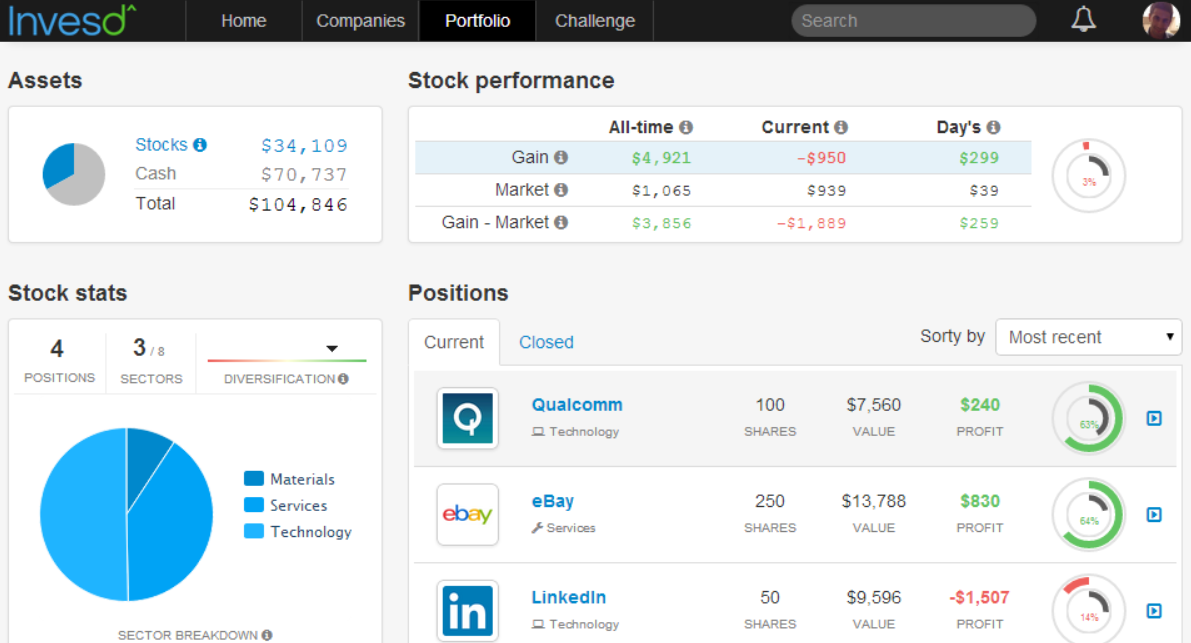 Invesd^ Home Companies Portfolio Challenge Search
Assets
Stocks $34,109
Cash $70,737
Total $104,846
Stock performance
All-time Current Day's
Gain $4,921 -$950 $299
Market $1,065 $939 $39
Gain - Market $3,856 -$1,889 $259
3%
Stock stats
4 3 / 8
POSITIONS SECTORS DIVERSIFICATION
Materials
Services
Technology
SECTOR BREAKDOWN
Positions
Current Closed Sorty by Most recent
Qualcomm 100 $7,560 $240
Technology SHARES VALUE PROFIT
63%
eBay 250 $13,788 $830
ebay
Services SHARES VALUE PROFIT
64%
LinkedIn 50 $9,596 -$1,507
in
Technology SHARES VALUE PROFIT
14%